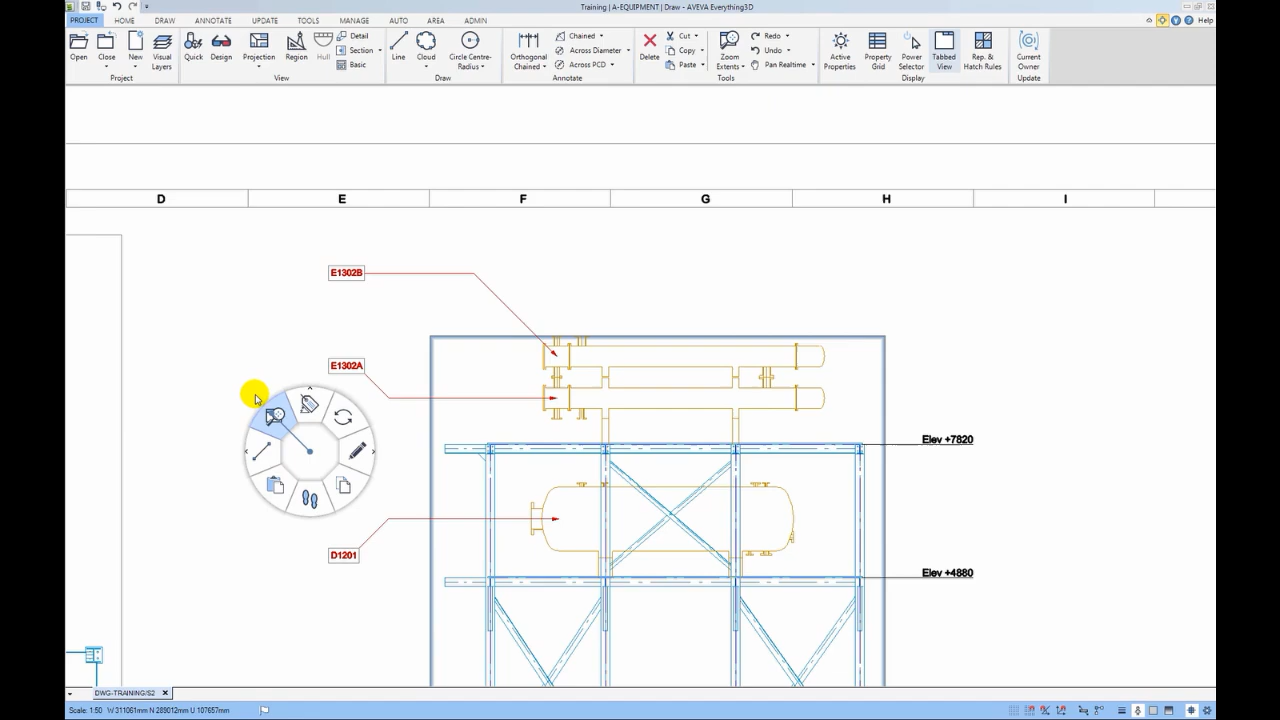 Training | A-EQUIPMENT | Draw - AVEVA Everything3D
PROJECT HOME DRAW ANNOTATE UPDATE TOOLS MANAGE AUTO AREA ADMIN Help
Open Close New Visual Layers
Project
Quick Design Projection Region Hull Detail Section Basic
View
Line Cloud Circle Centre-Radius
Draw
Orthogonal Chained Chained Across Diameter Across PCD
Annotate
Delete Cut Copy Paste Zoom Extents Redo Undo Pan Realtime
Tools
Active Properties Property Grid Power Selector Tabbed View Rep. & Hatch Rules
Display
Current Owner
Update
D E F G H I
E1302B
E1302A
Elev +7820
D1201
Elev +4880
DWG-TRAINING/S2
Scale: 1:50 W 311061mm N 289012mm U 107657mm